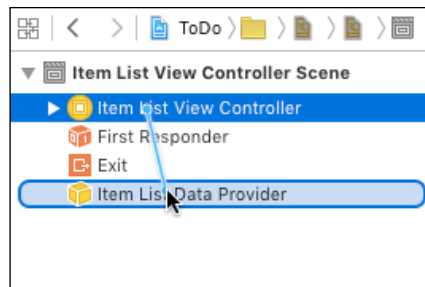 ToDo
Item List View Controller Scene
Item List View Controller
First Responder
Exit
Item List Data Provider